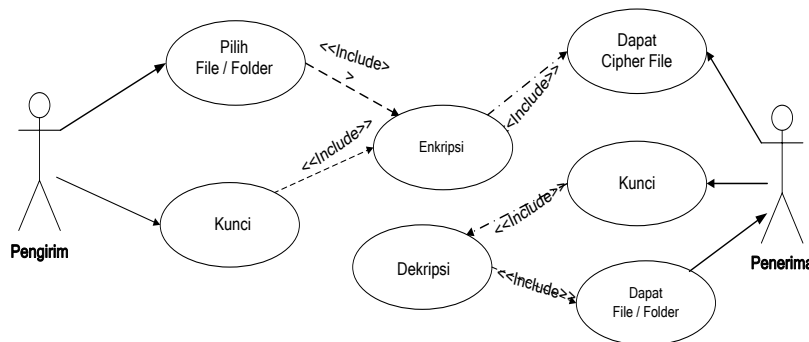 Pilih
File / Folder
<<Include>
>
Dapat
Cipher File
<Include>>
<<Include>>
Enkripsi
Kunci
Kunci
<<Include>>
Pengirim
Dekripsi
<<Include>>
Dapat
File / Folder
Penerima